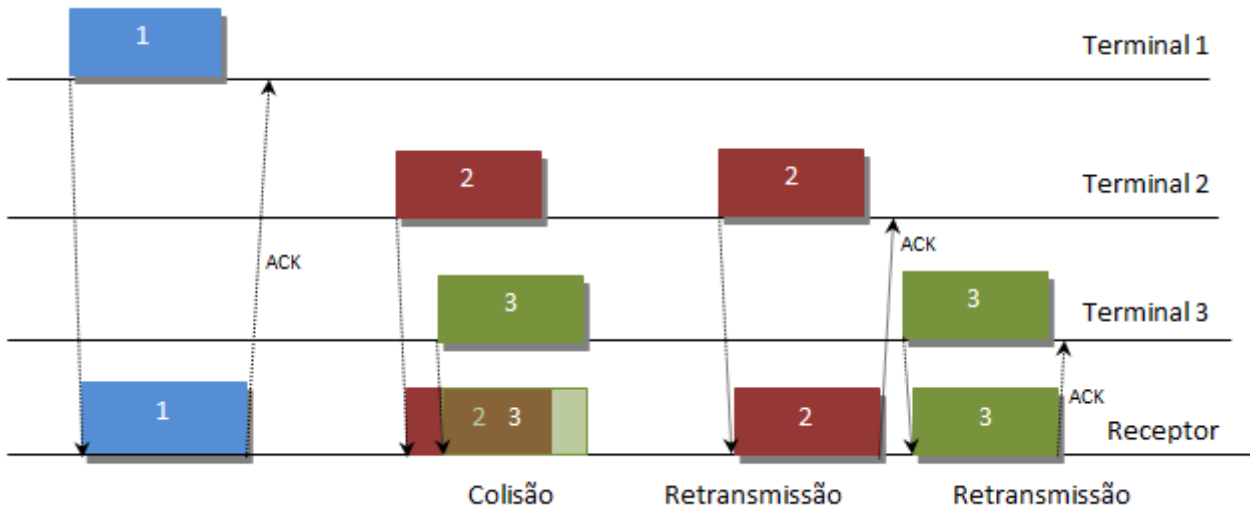 1
Terminal 1
2
2
Terminal 2
ACK
ACK
3
3
Terminal 3
1
2 3
2
3
ACK
Receptor
Colisão
Retransmissão
Retransmissão